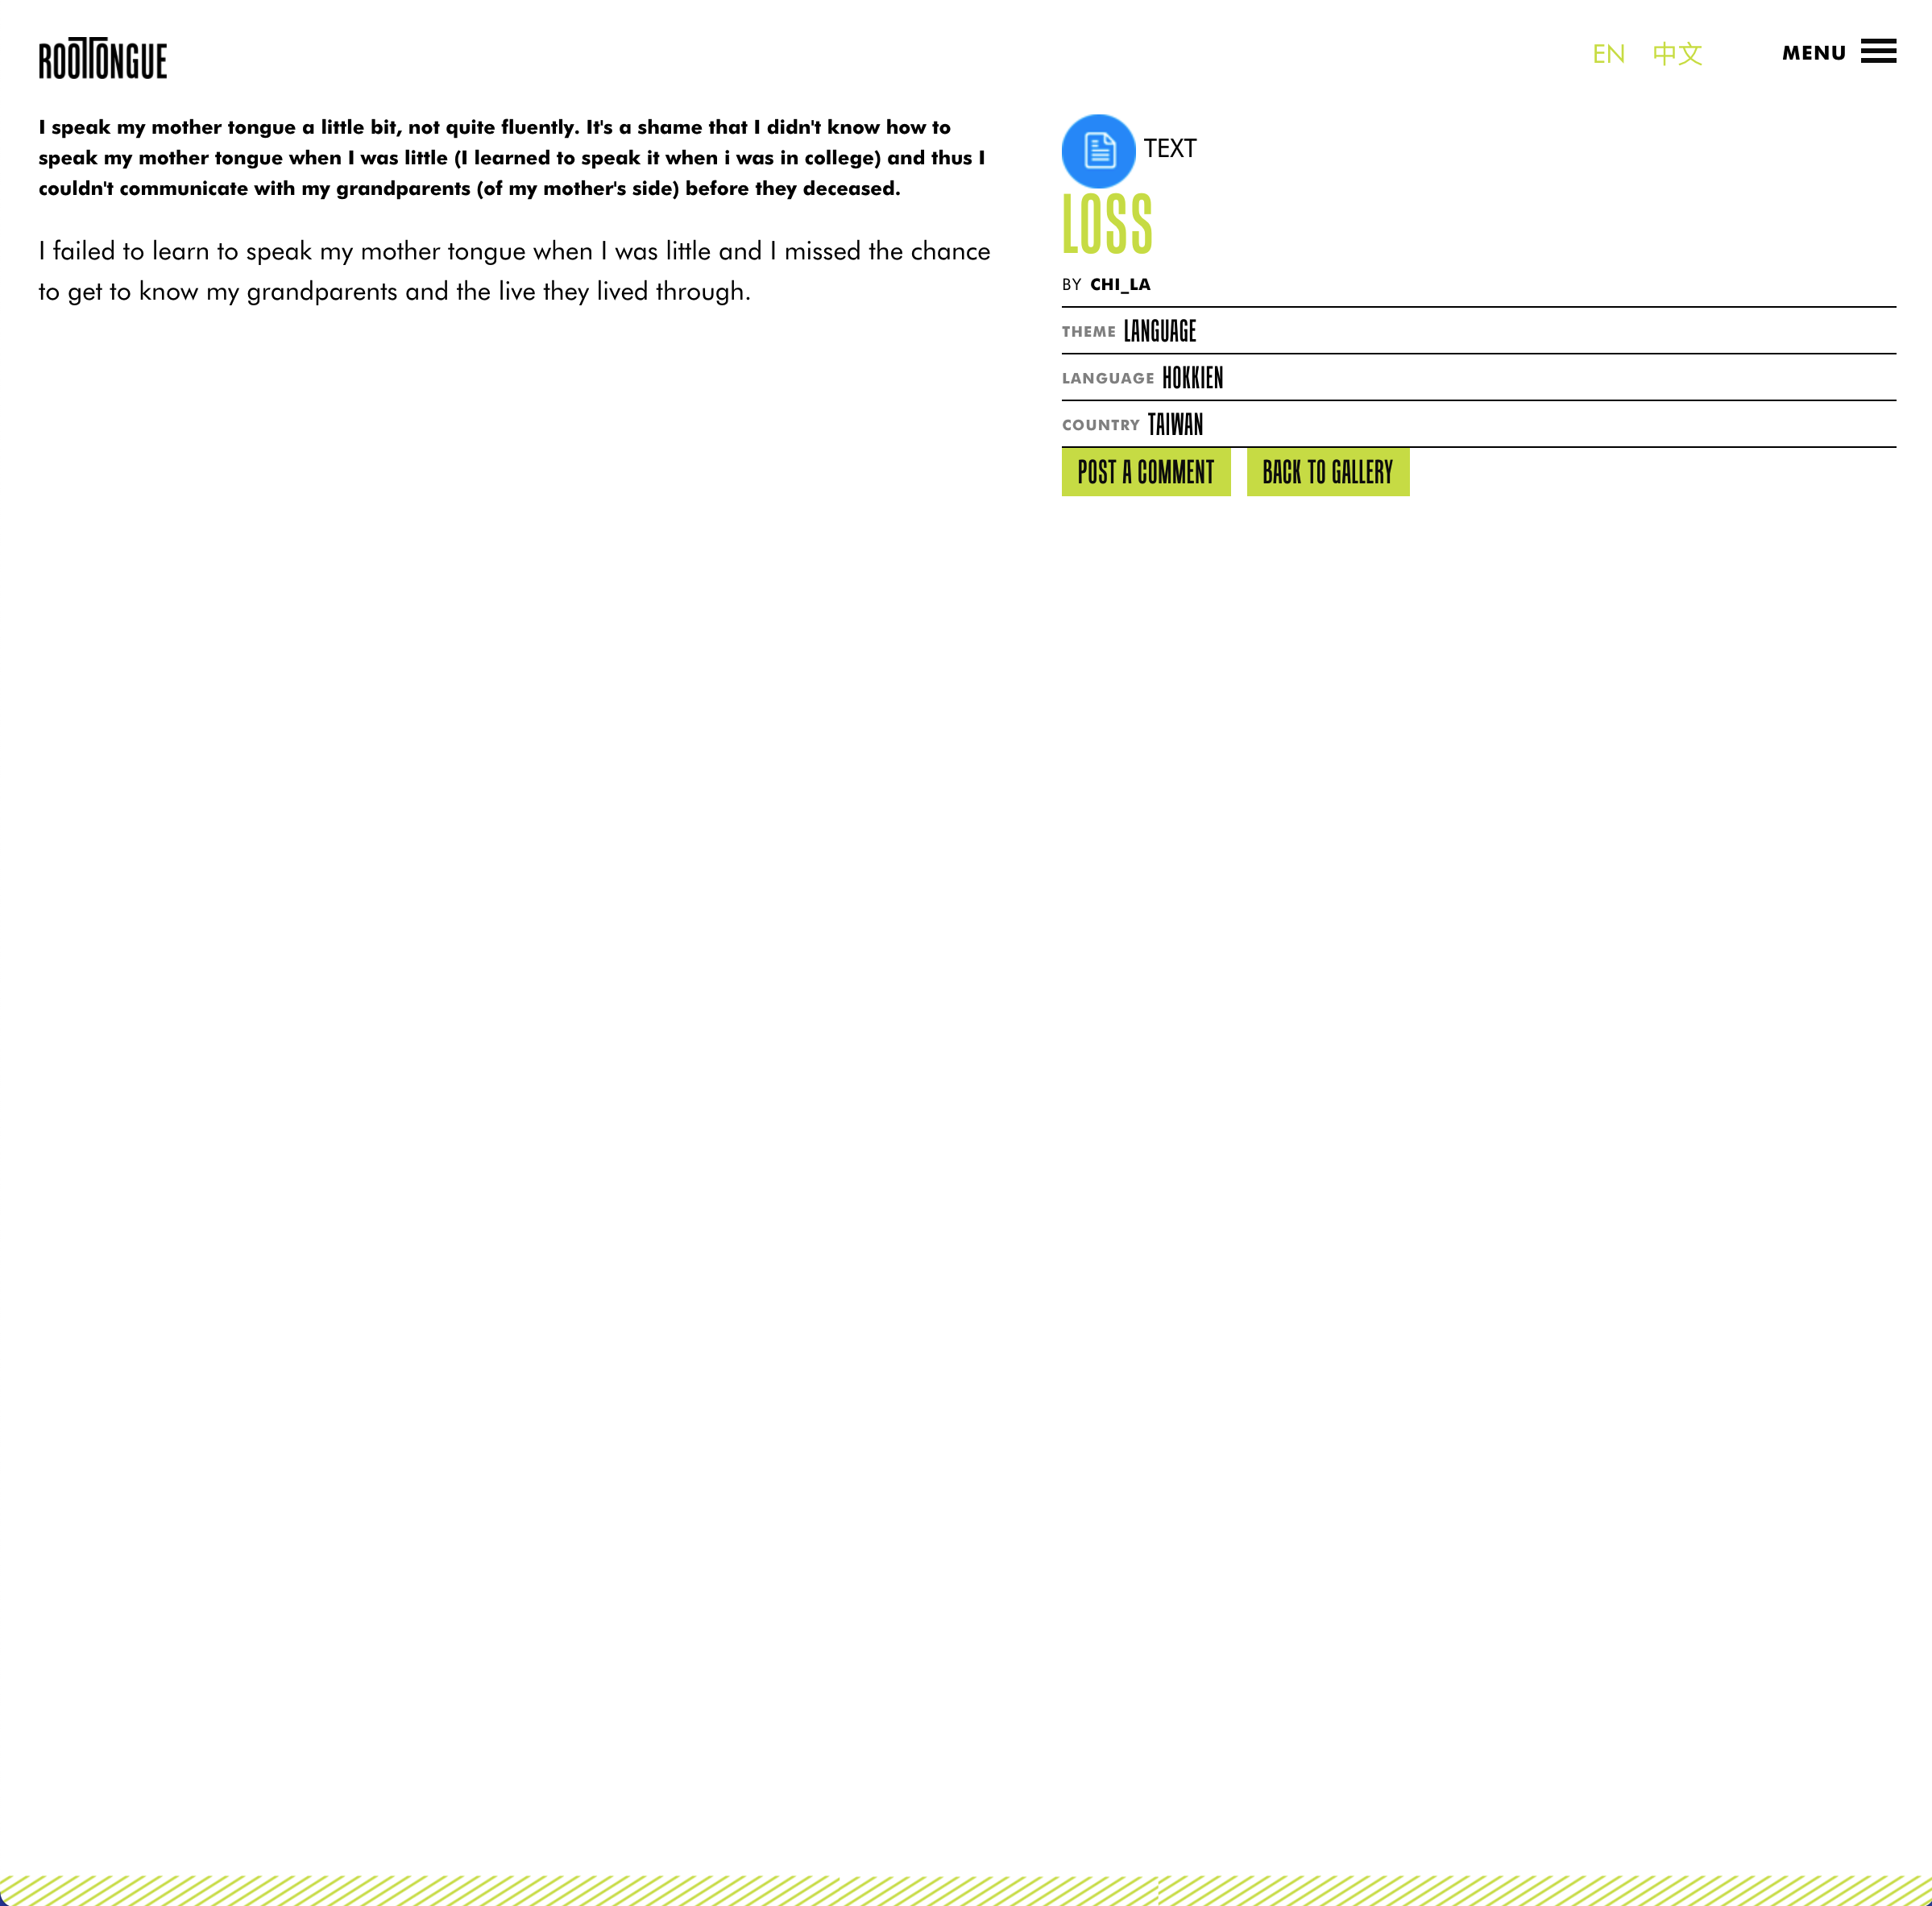 ROOTTONGUE
EN 中文 MENU
I speak my mother tongue a little bit, not quite fluently. It's a shame that I didn't know how to
speak my mother tongue when I was little (I learned to speak it when i was in college) and thus I
couldn't communicate with my grandparents (of my mother's side) before they deceased.
I failed to learn to speak my mother tongue when I was little and I missed the chance
to get to know my grandparents and the live they lived through.
TEXT
LOSS
BY CHI_LA
THEME LANGUAGE
LANGUAGE HOKKIEN
COUNTRY TAIWAN
POST A COMMENT BACK TO GALLERY